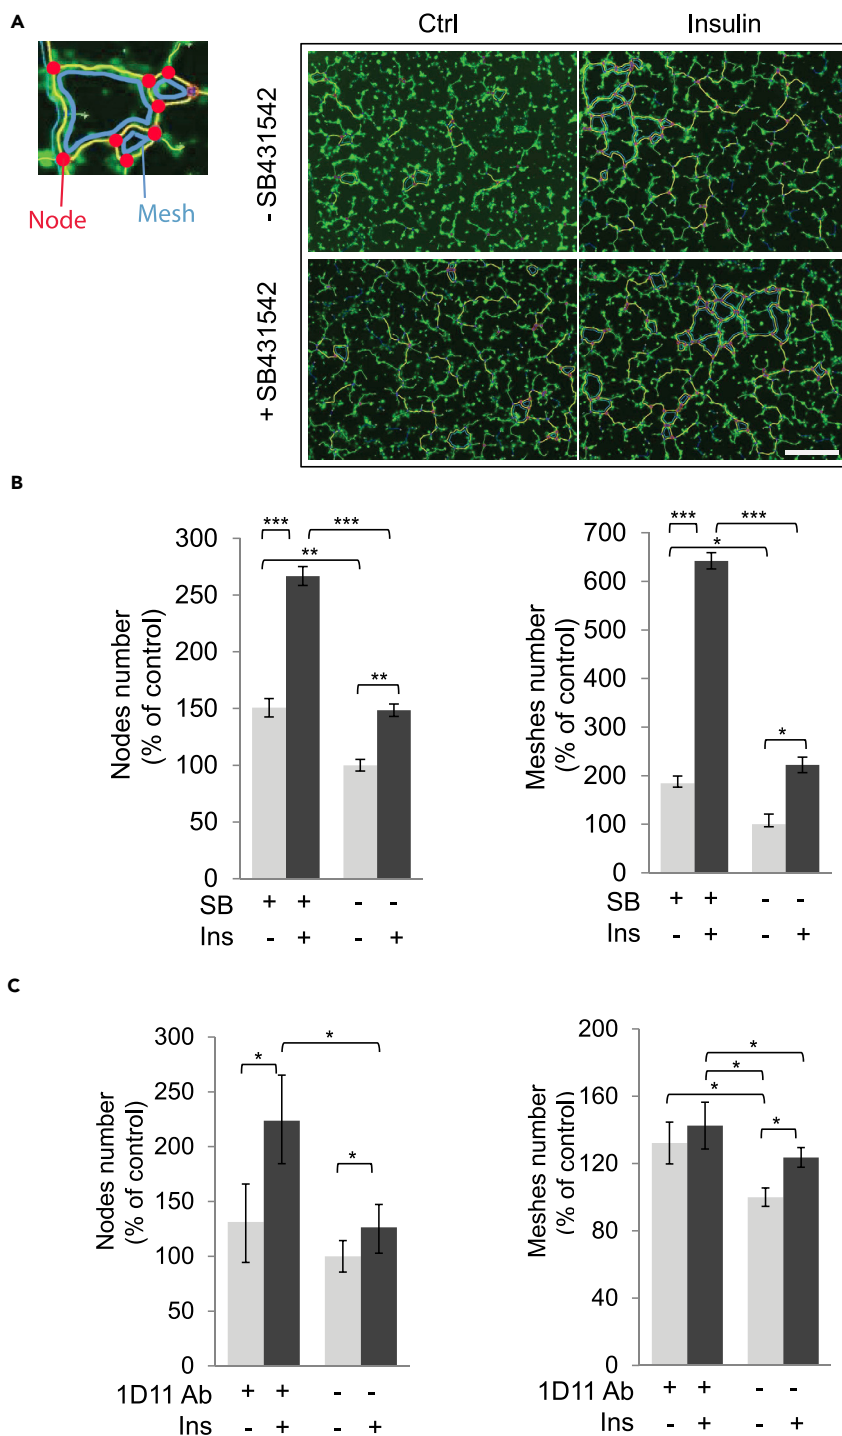 A
Ctrl Insulin
Node Mesh
- SB431542
+ SB431542
B
*** *** **
**
Nodes number
(% of control)
300
250
200
150
100
50
0
SB + + - -
Ins - + - +
*** *** *
*
Meshes number
(% of control)
700
600
500
400
300
200
100
0
SB + + - -
Ins - + - +
C
* *
*
Nodes number
(% of control)
300
250
200
150
100
50
0
1D11 Ab + + - -
Ins - + - +
*
*
*
*
Meshes number
(% of control)
200
160
120
80
40
0
1D11 Ab + + - -
Ins - + - +